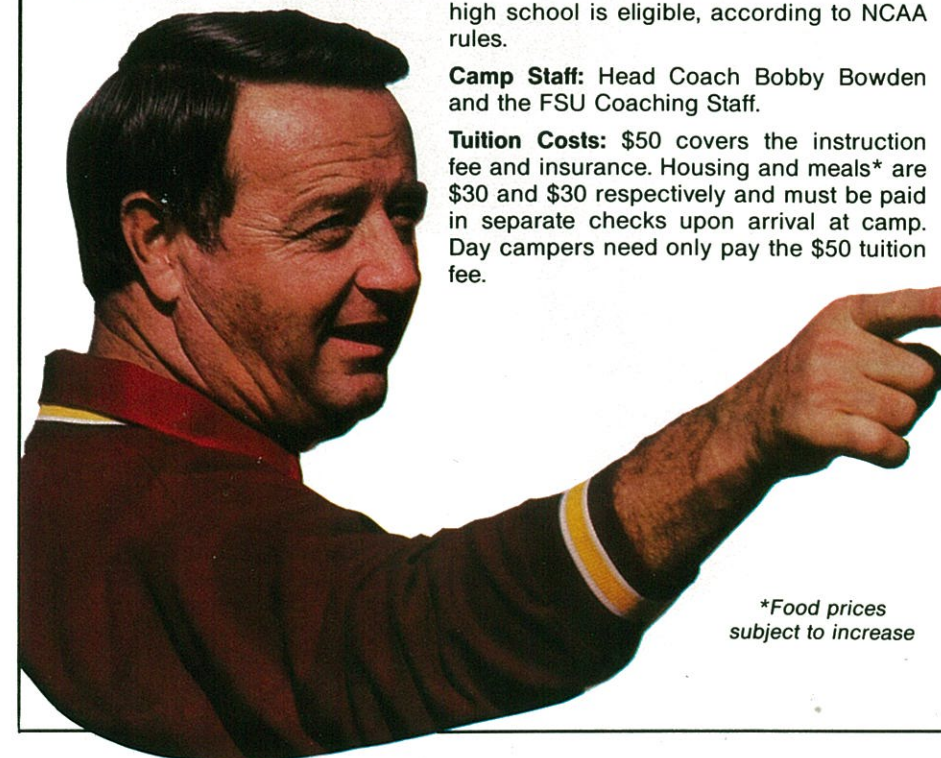 high school is eligible, according to NCAA
rules.
Camp Staff: Head Coach Bobby Bowden
and the FSU Coaching Staff.
Tuition Costs: $50 covers the instruction
fee and insurance. Housing and meals* are
$30 and $30 respectively and must be paid
in separate checks upon arrival at camp.
Day campers need only pay the $50 tuition
fee.
*Food prices
subject to increase